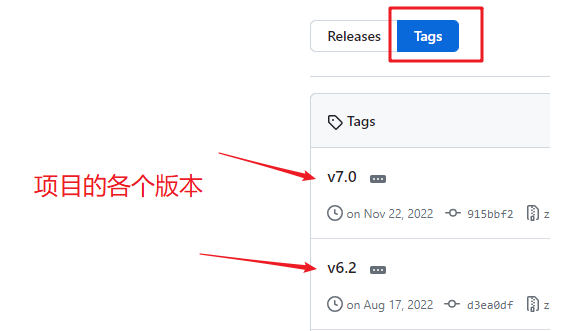 Releases Tags
Tags
项目的各个版本
v7.0
on Nov 22, 2022 915bbf2 z
v6.2
on Aug 17, 2022 d3ea0df z